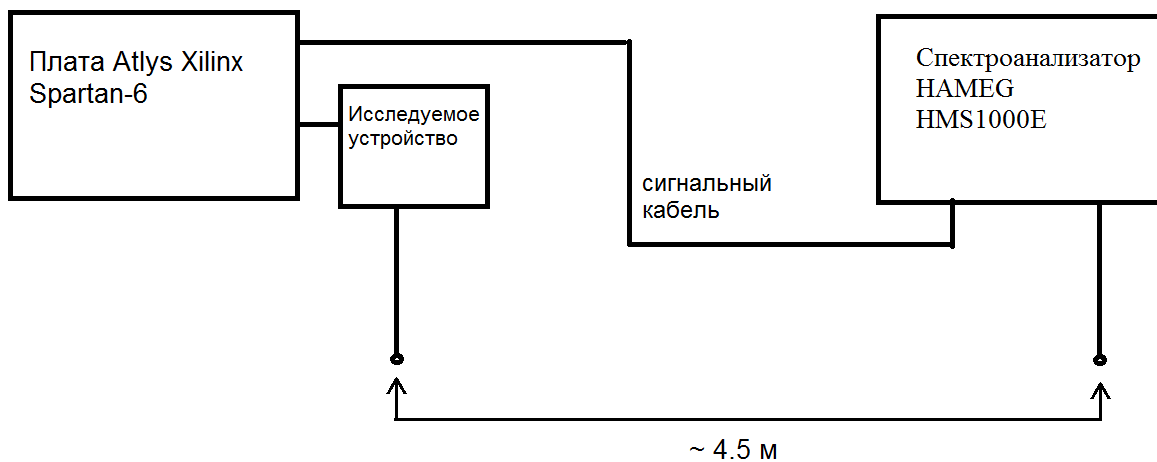 Плата Atlys Xilinx
Spartan-6
Исследуемое
устройство
сигнальный
кабель
Спектроанализатор
HAMEG
HMS1000E
~ 4.5 м